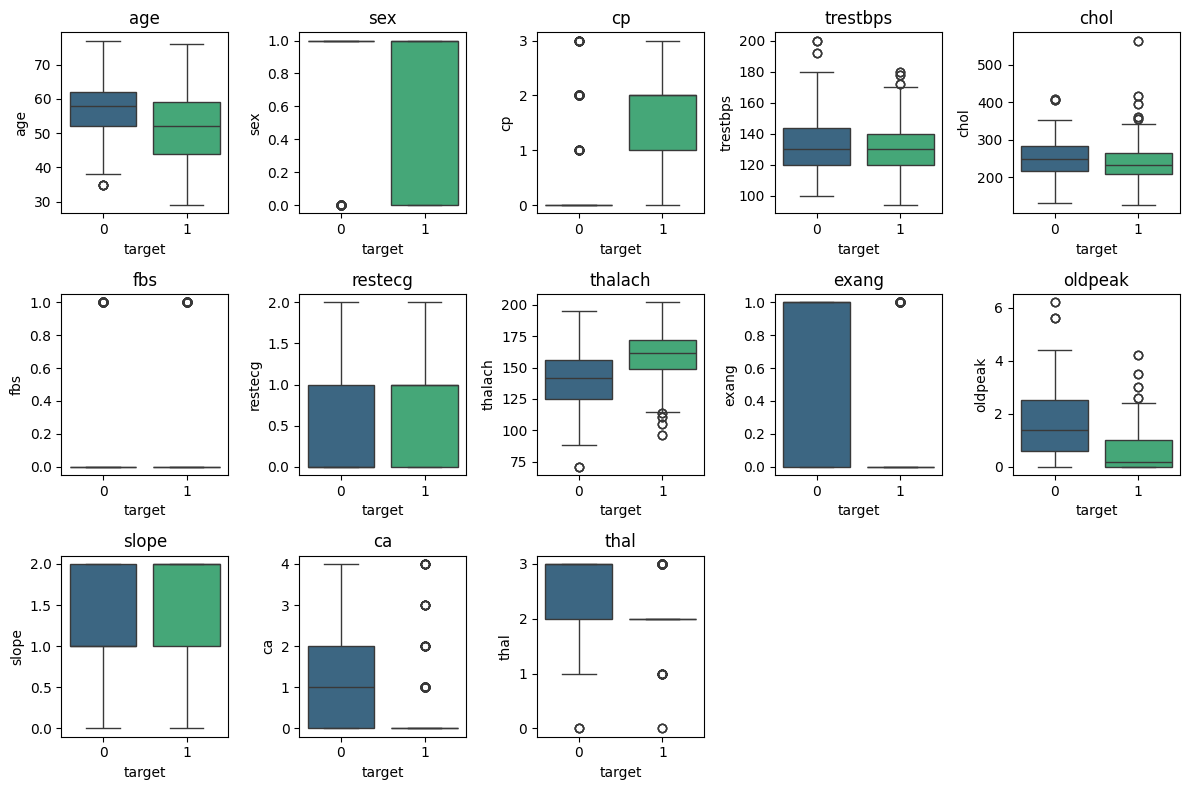 age sex cp trestbps chol
70
60
50
40
30
age
0 1
target
1.0
0.8
0.6
0.4
0.2
0.0
sex
0 1
target
3
2
1
0
cp
0 1
target
200
180
160
140
120
100
trestbps
0 1
target
500
400
300
200
chol
0 1
target
fbs restecg thalach exang oldpeak
1.0
0.8
0.6
0.4
0.2
0.0
fbs
0 1
target
2.0
1.5
1.0
0.5
0.0
restecg
0 1
target
200
175
150
125
100
75
thalach
0 1
target
1.0
0.8
0.6
0.4
0.2
0.0
exang
0 1
target
6
4
2
0
oldpeak
0 1
target
slope ca thal
2.0
1.5
1.0
0.5
0.0
slope
0 1
target
4
3
2
1
0
ca
0 1
target
3
2
1
0
thal
0 1
target